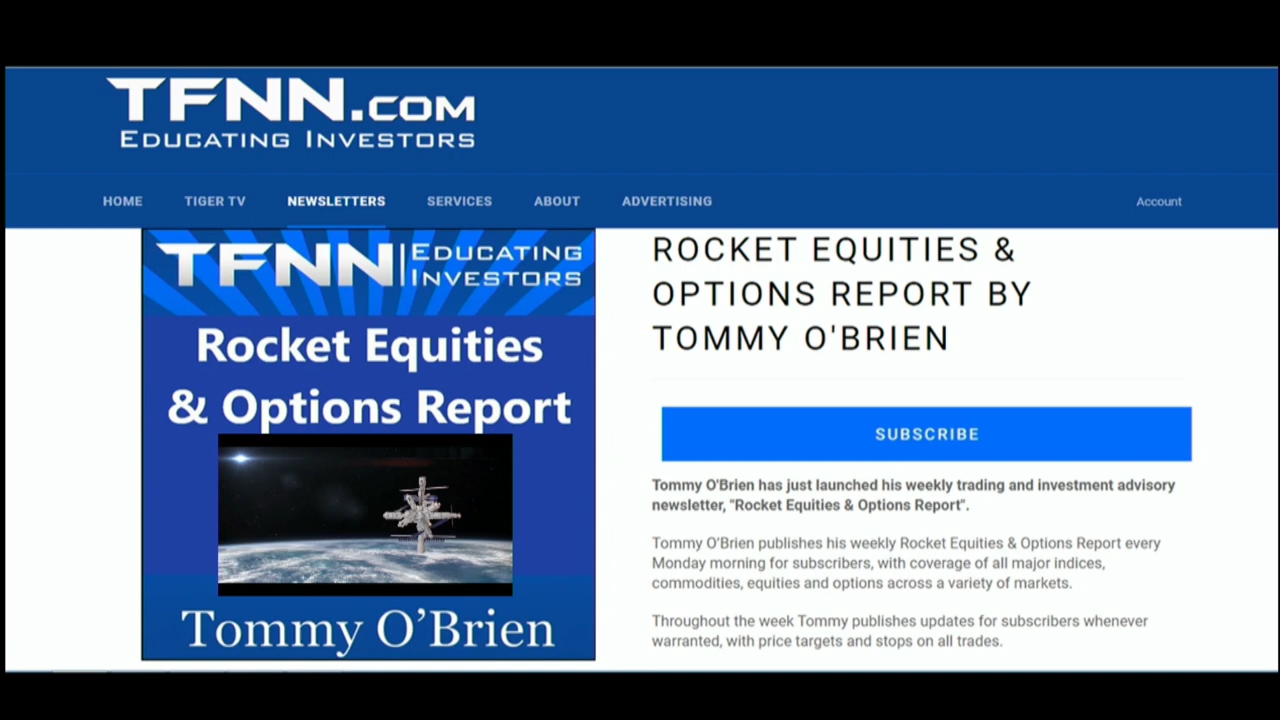 TFNN.COM
EDUCATING INVESTORS
HOME TIGER TV NEWSLETTERS SERVICES ABOUT ADVERTISING Account
TFNN EDUCATING
INVESTORS
Rocket Equities
& Options Report
Tommy O’Brien
ROCKET EQUITIES &
OPTIONS REPORT BY
TOMMY O'BRIEN
SUBSCRIBE
Tommy O'Brien has just launched his weekly trading and investment advisory
newsletter, "Rocket Equities & Options Report".
Tommy O’Brien publishes his weekly Rocket Equities & Options Report every
Monday morning for subscribers, with coverage of all major indices,
commodities, equities and options across a variety of markets.
Throughout the week Tommy publishes updates for subscribers whenever
warranted, with price targets and stops on all trades.